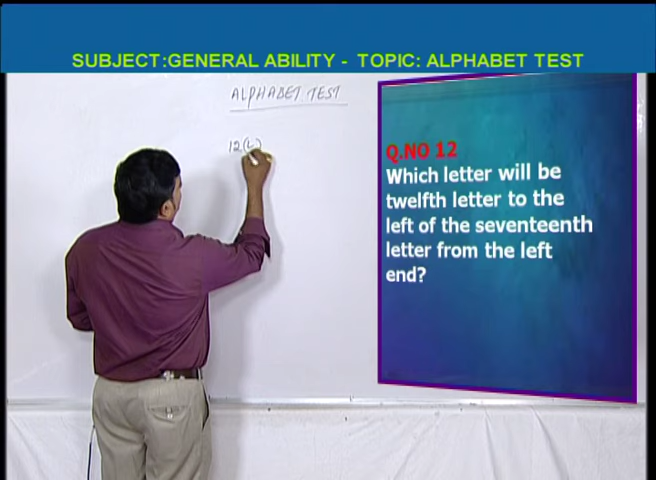 SUBJECT:GENERAL ABILITY - TOPIC: ALPHABET TEST
ALPHABET TEST
12(L)
Q.NO 12
Which letter will be
twelfth letter to the
left of the seventeenth
letter from the left
end?